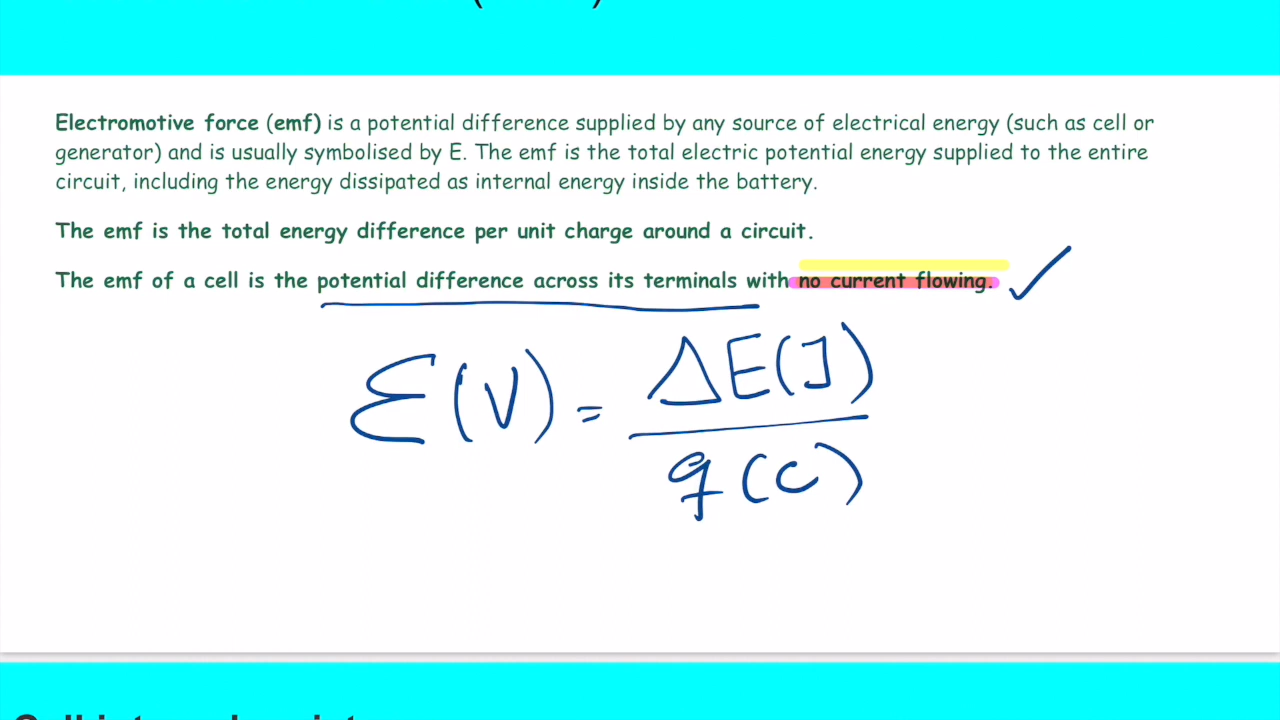 Electromotive force (emf) is a potential difference supplied by any source of electrical energy (such as cell or
generator) and is usually symbolised by E. The emf is the total electric potential energy supplied to the entire
circuit, including the energy dissipated as internal energy inside the battery.
The emf is the total energy difference per unit charge around a circuit.
The emf of a cell is the potential difference across its terminals with no current flowing.
ℰ(V) = ΔE(J)
q(C)